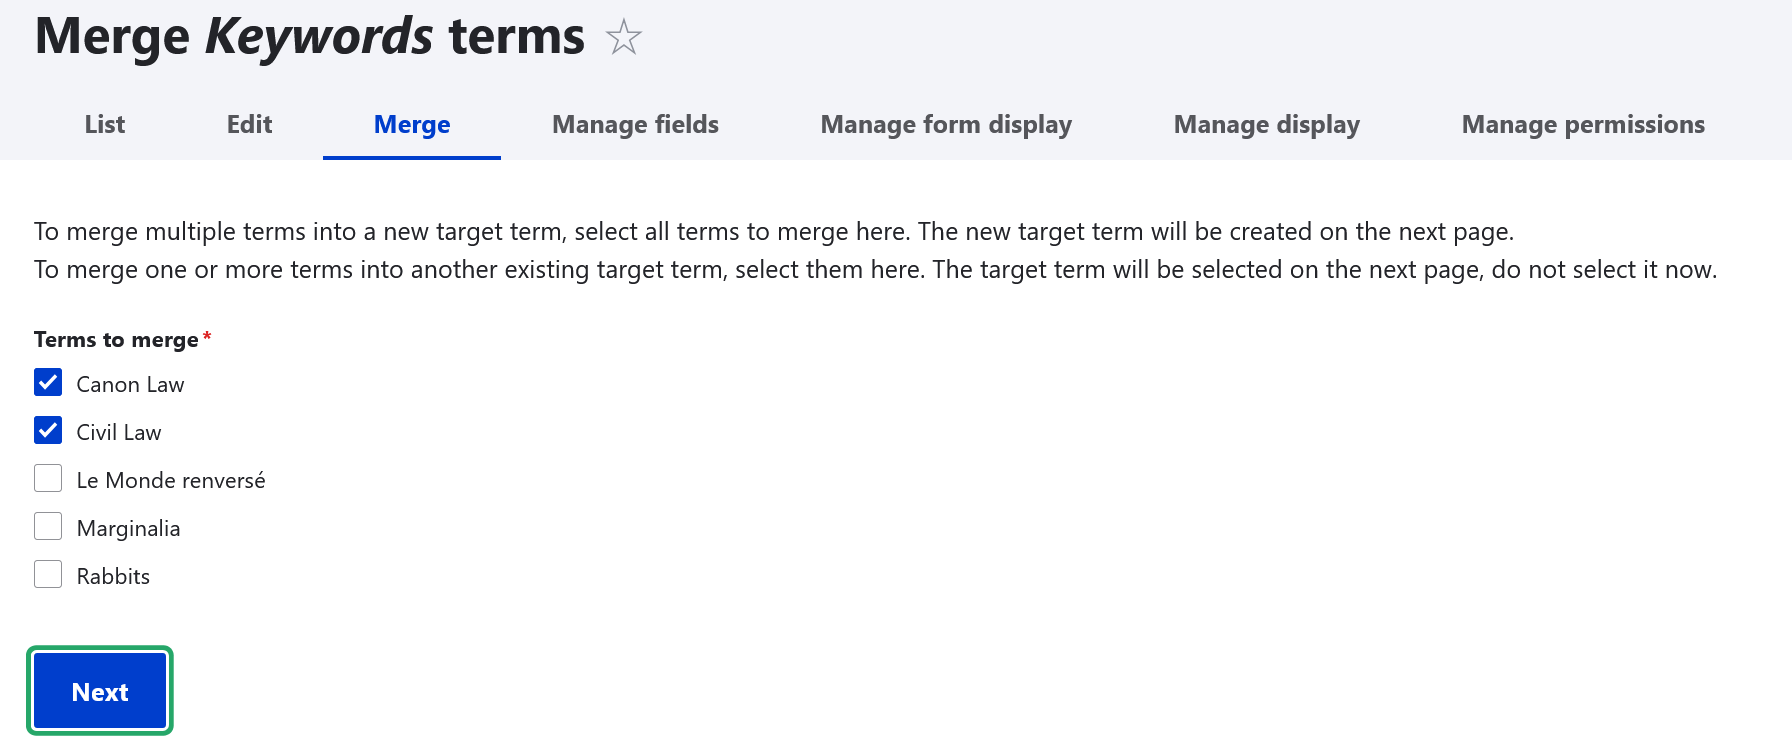 Merge Keywords terms
List Edit Merge Manage fields Manage form display Manage display Manage permissions
To merge multiple terms into a new target term, select all terms to merge here. The new target term will be created on the next page.
To merge one or more terms into another existing target term, select them here. The target term will be selected on the next page, do not select it now.
Terms to merge*
Canon Law
Civil Law
Le Monde renversé
Marginalia
Rabbits
Next